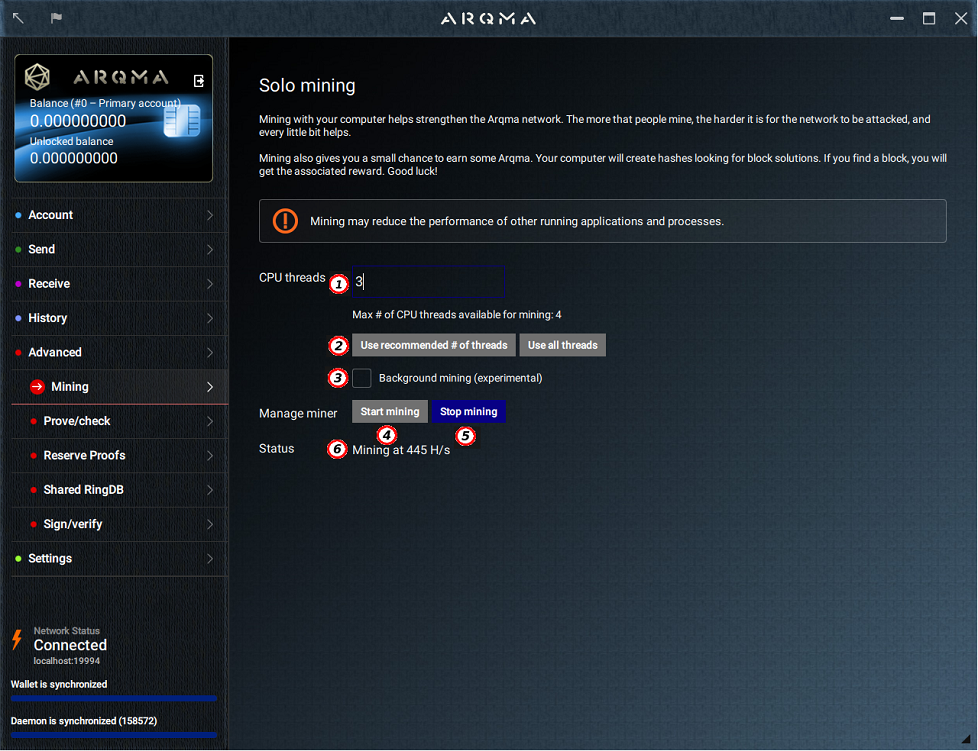 ARQMA
ARQMA
Balance (#0 – Primary account)
0.000000000
Unlocked balance
0.000000000
Account
Send
Receive
History
Advanced
Mining
Prove/check
Reserve Proofs
Shared RingDB
Sign/verify
Settings
Network Status
Connected
localhost:19994
Wallet is synchronized
Daemon is synchronized (158572)
Solo mining
Mining with your computer helps strengthen the Arqma network. The more that people mine, the harder it is for the network to be attacked, and
every little bit helps.
Mining also gives you a small chance to earn some Arqma. Your computer will create hashes looking for block solutions. If you find a block, you will
get the associated reward. Good luck!
Mining may reduce the performance of other running applications and processes.
CPU threads 1 3
Max # of CPU threads available for mining: 4
2 Use recommended # of threads Use all threads
3 Background mining (experimental)
Manage miner Start mining Stop mining
4 5
Status 6 Mining at 445 H/s